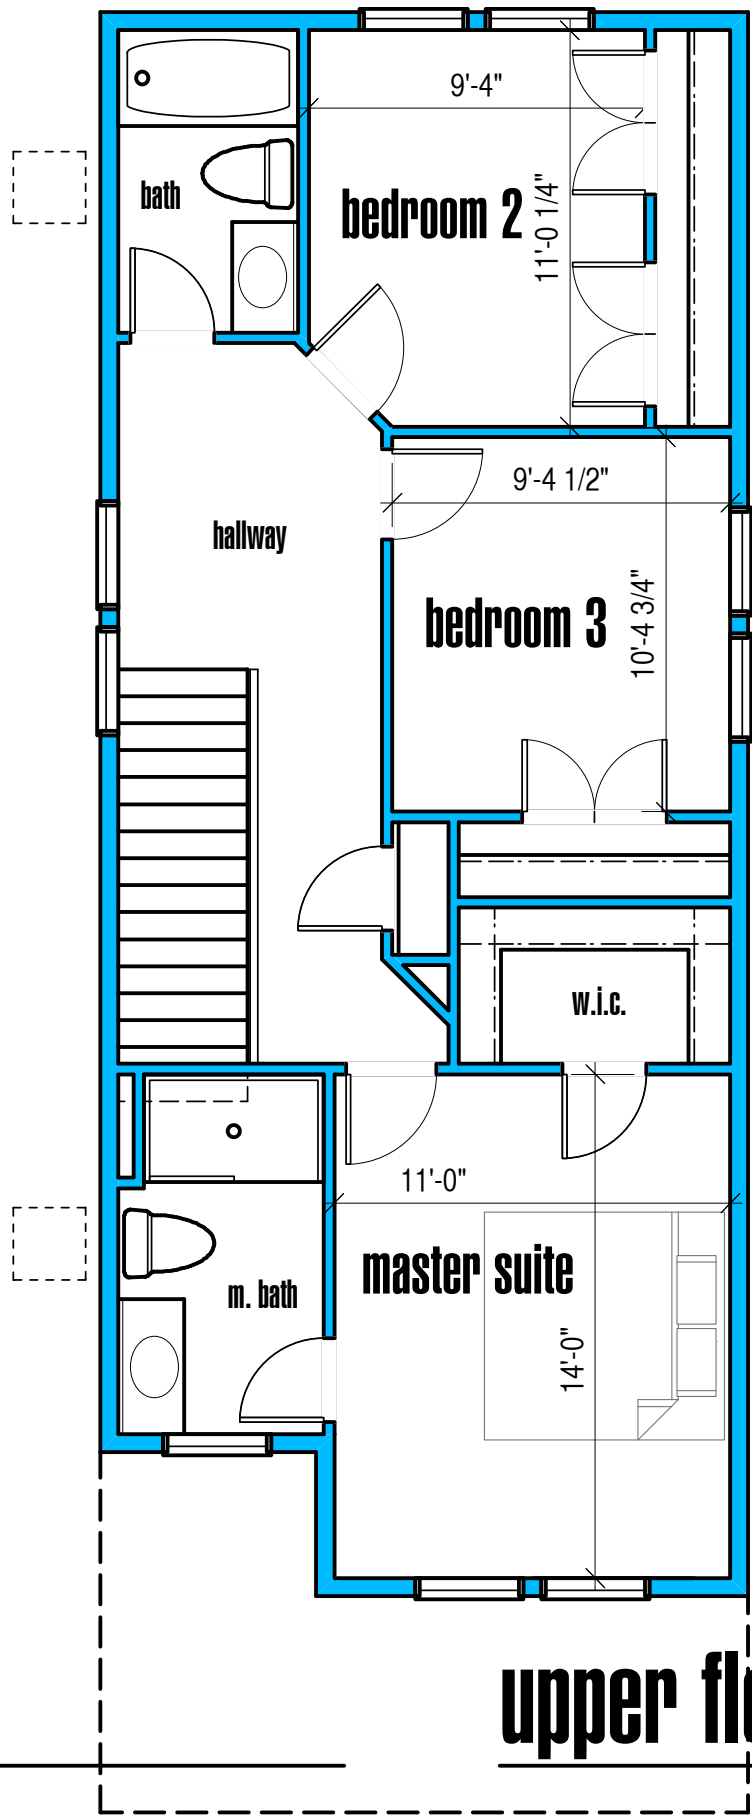 9'-4"
bath
bedroom 2
11'-0 1/4"
9'-4 1/2"
hallway
bedroom 3
10'-4 3/4"
w.i.c.
11'-0"
master suite
m. bath
14'-0"
upper